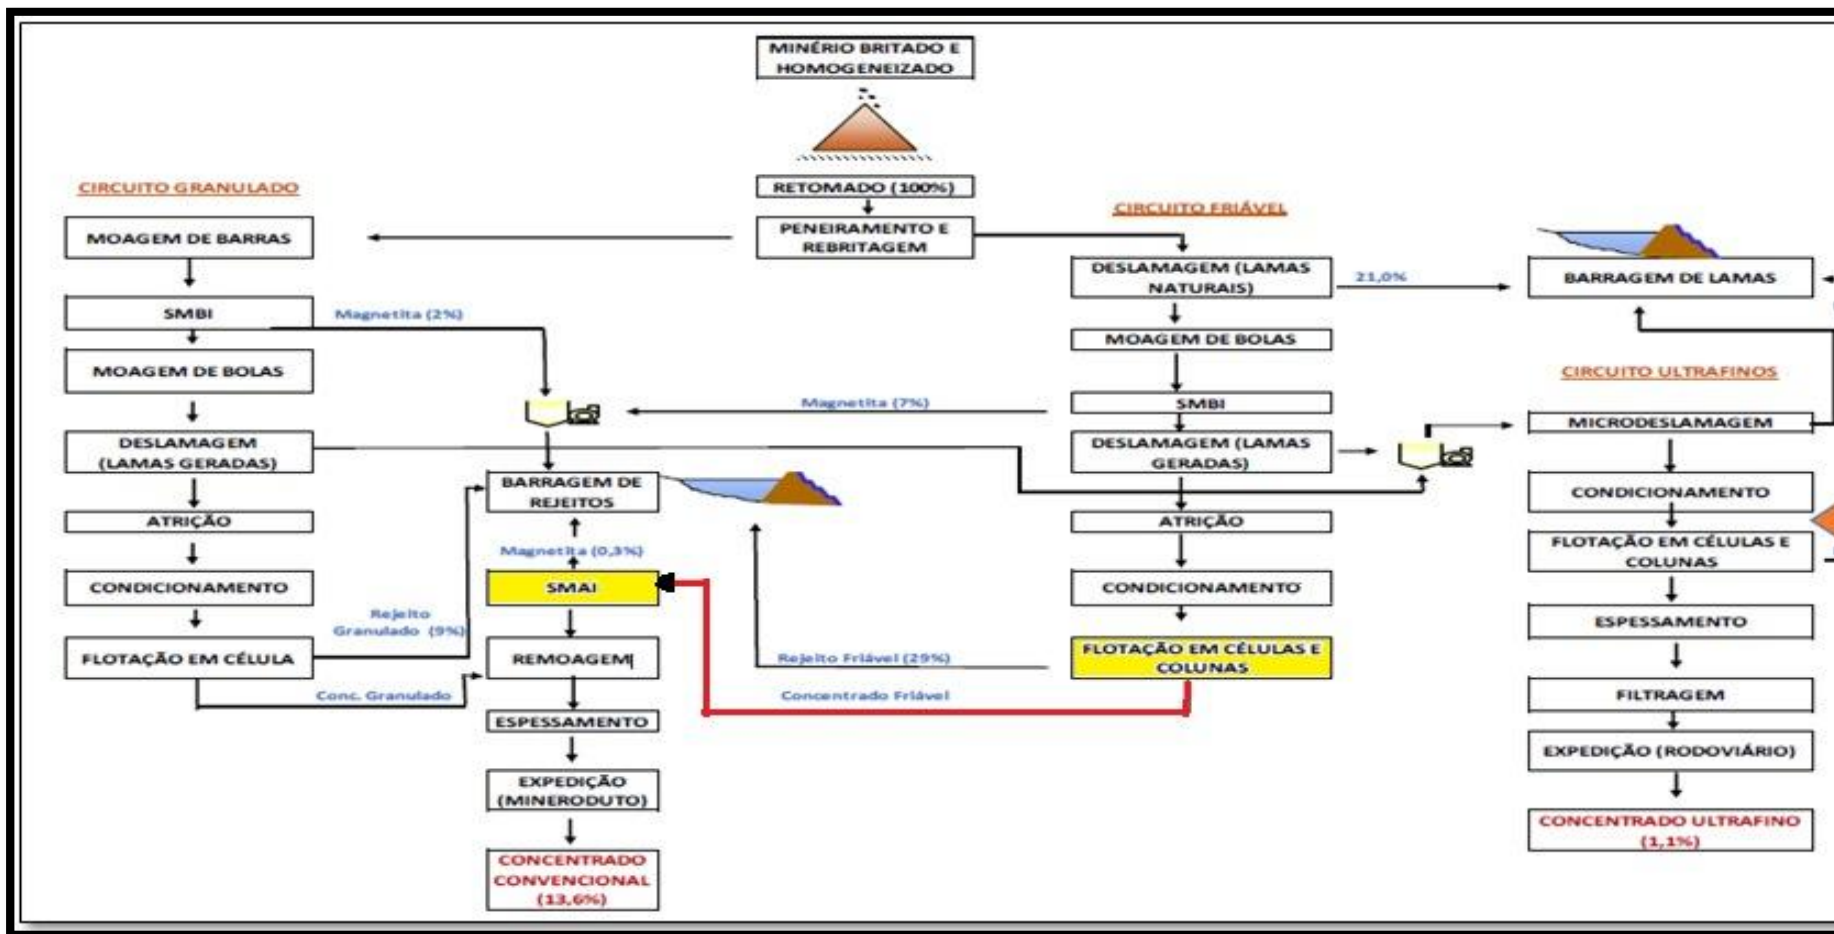 MINÉRIO BRITADO E
HOMOGENEIZADO
RETOMADO (100%)
PENEIRAMENTO E
REBRITAGEM
CIRCUITO GRANULADO
MOAGEM DE BARRAS
SMBI
Magnetita (2%)
MOAGEM DE BOLAS
DESLAMAGEM
(LAMAS GERADAS)
ATRIÇÃO
CONDICIONAMENTO
Rejeito
Granulado (9%)
FLOTAÇÃO EM CÉLULA
Conc. Granulado
BARRAGEM DE
REJEITOS
Magnetita (0,3%)
SMAI
REMOAGEM
ESPESSAMENTO
EXPEDIÇÃO
(MINERODUTO)
CONCENTRADO
CONVENCIONAL
(13,6%)
CIRCUITO FRIÁVEL
DESLAMAGEM (LAMAS
NATURAIS)
21,0%
MOAGEM DE BOLAS
Magnetita (7%)
SMBI
DESLAMAGEM (LAMAS
GERADAS)
ATRIÇÃO
CONDICIONAMENTO
FLOTAÇÃO EM CÉLULAS E
COLUNAS
Rejeito Friável (29%)
Concentrado Friável
BARRAGEM DE LAMAS
CIRCUITO ULTRAFINOS
MICRODESLAMAGEM
CONDICIONAMENTO
FLOTAÇÃO EM CÉLULAS E
COLUNAS
ESPESSAMENTO
FILTRAGEM
EXPEDIÇÃO (RODOVIÁRIO)
CONCENTRADO ULTRAFINO
(1,1%)